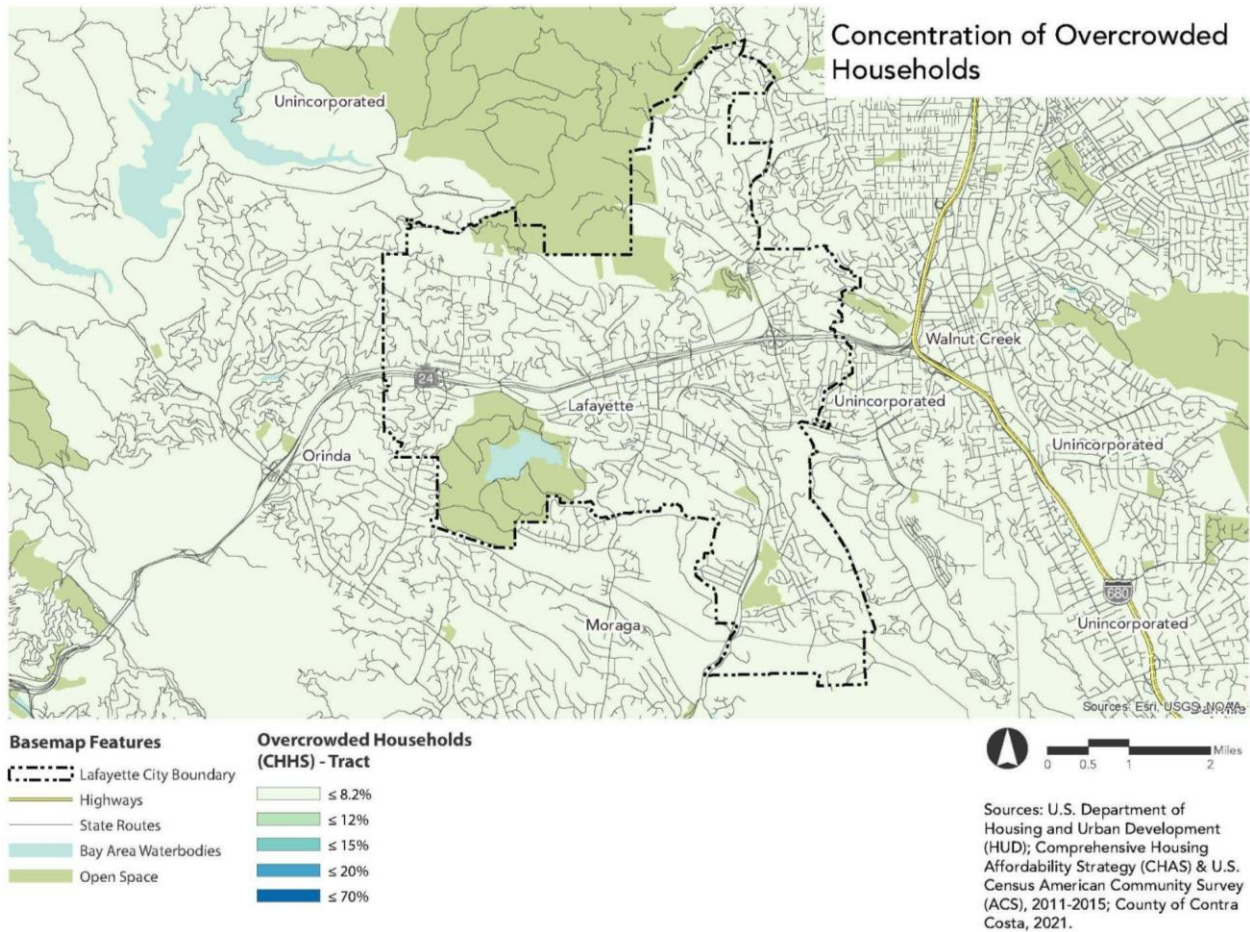 Concentration of Overcrowded
Households
Unincorporated
Walnut Creek
24
Lafayette
Unincorporated
Unincorporated
Orinda
680
Moraga
Unincorporated
Sources: Esri, USGS, NOAA
Basemap Features
Lafayette City Boundary
Highways
State Routes
Bay Area Waterbodies
Open Space
Overcrowded Households
(CHHS) - Tract
≤ 8.2%
≤ 12%
≤ 15%
≤ 20%
≤ 70%
Miles
0 0.5 1 2
Sources: U.S. Department of
Housing and Urban Development
(HUD); Comprehensive Housing
Affordability Strategy (CHAS) & U.S.
Census American Community Survey
(ACS), 2011-2015; County of Contra
Costa, 2021.